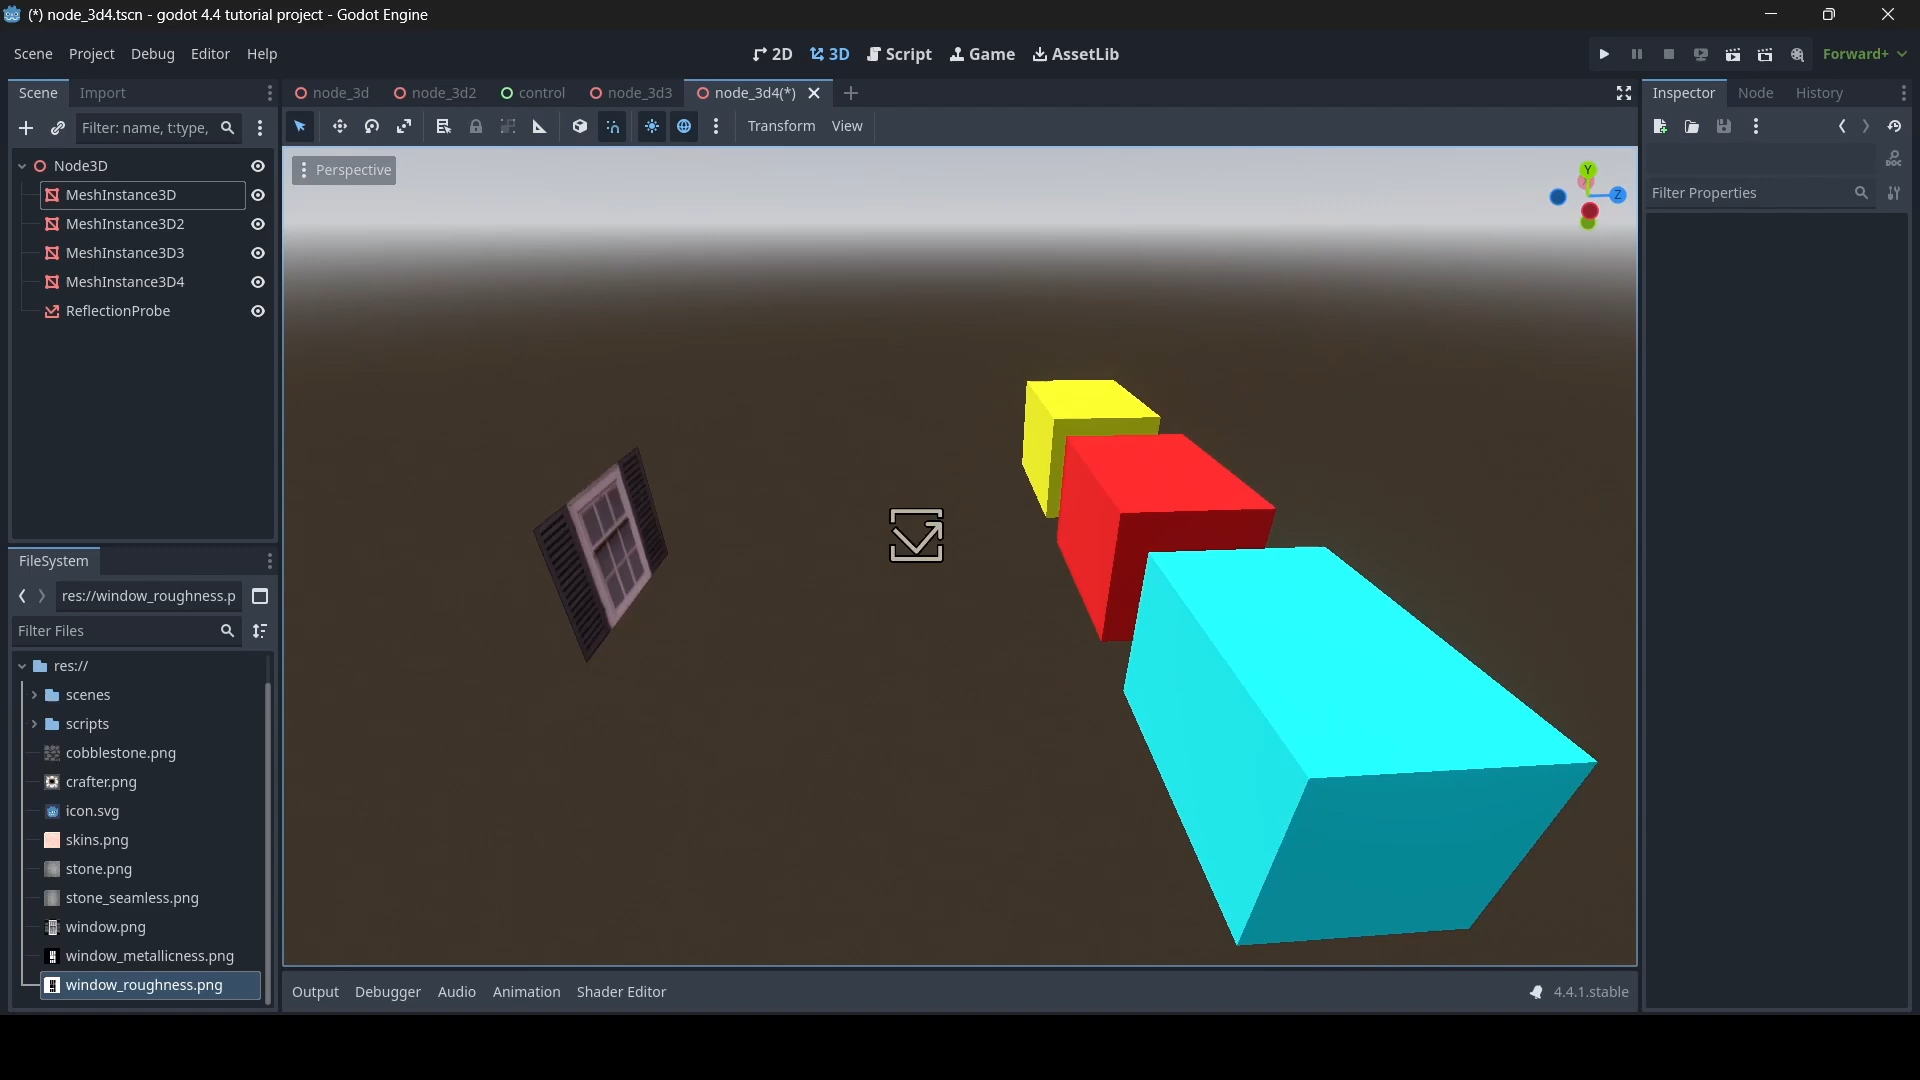 (*) node_3d4.tscn - godot 4.4 tutorial project - Godot Engine
Scene Project Debug Editor Help
2D 3D Script Game AssetLib
Forward+
Scene Import
node_3d node_3d2 control node_3d3 node_3d4(*)
Inspector Node History
Filter: name, t:type,
Transform View
Node3D
MeshInstance3D
MeshInstance3D2
MeshInstance3D3
MeshInstance3D4
ReflectionProbe
Perspective
Y
Z
DOC
Filter Properties
FileSystem
res://window_roughness.p
Filter Files
res://
scenes
scripts
cobblestone.png
crafter.png
icon.svg
skins.png
stone.png
stone_seamless.png
window.png
window_metallicness.png
window_roughness.png
Output Debugger Audio Animation Shader Editor
4.4.1.stable